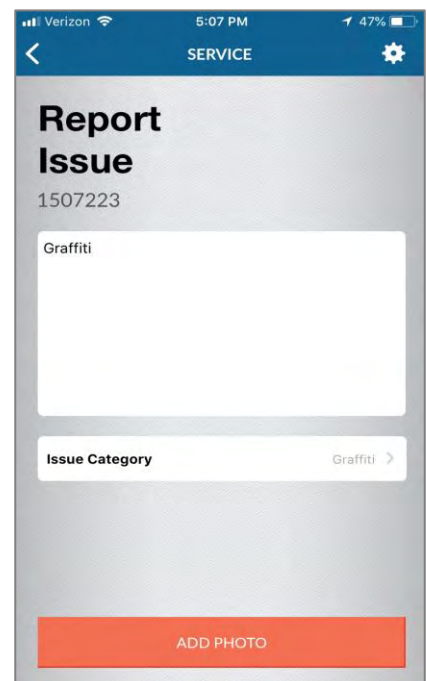 Verizon 5:07 PM 47%
SERVICE
Report
Issue
1507223
Graffiti
Issue Category Graffiti
ADD PHOTO